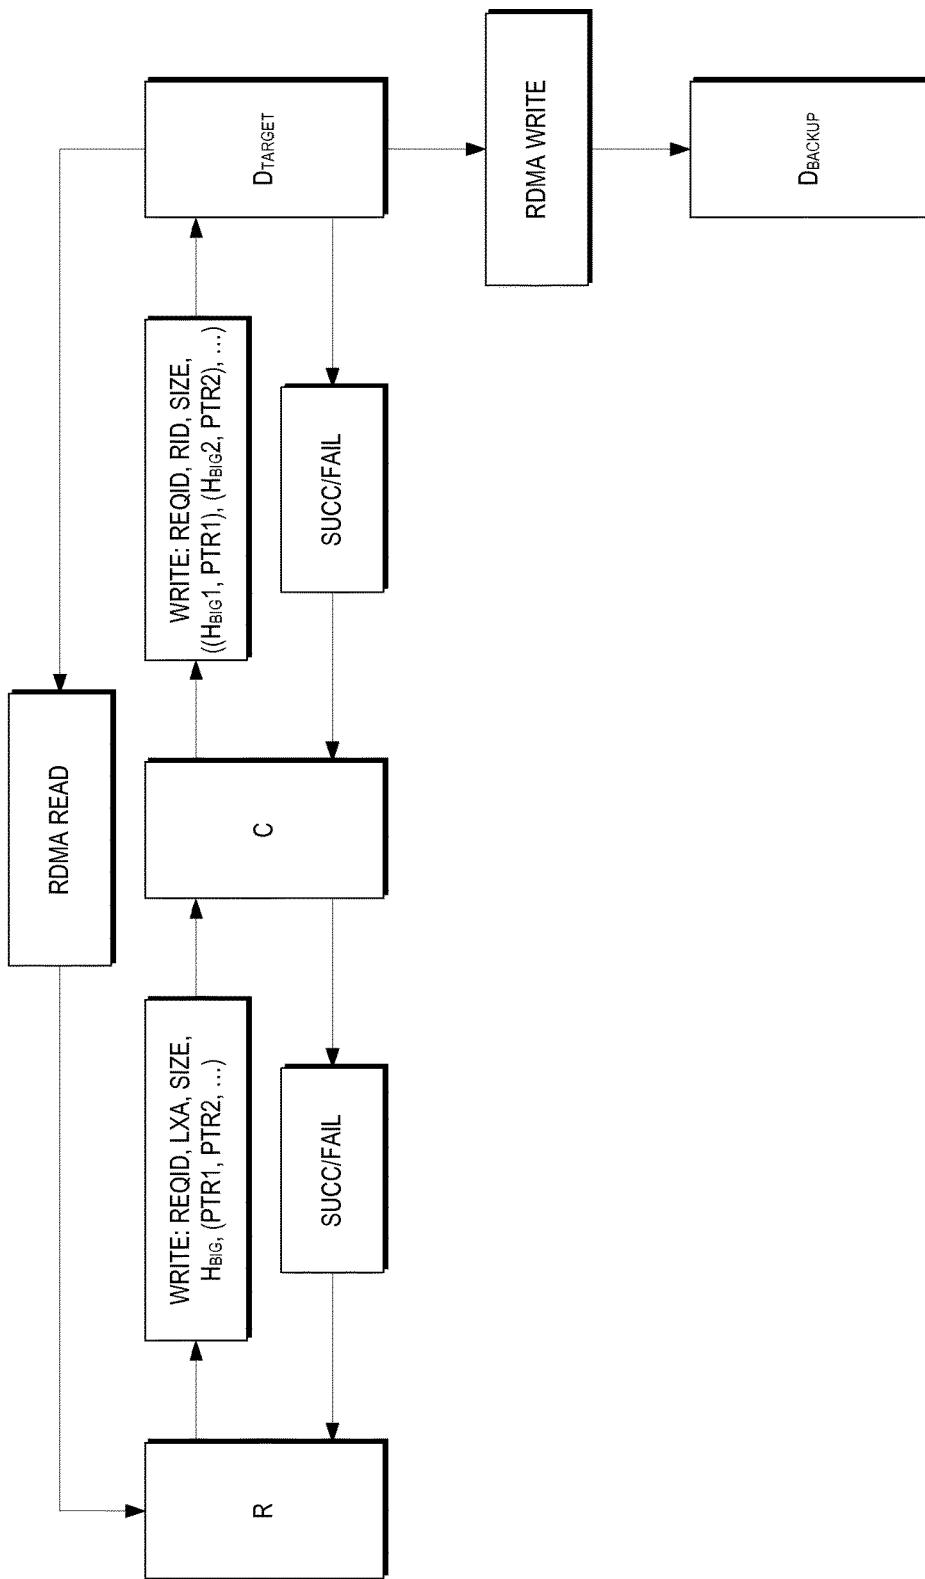 RDMA READ
R
WRITE: REQID, LXA, SIZE,
HBIG, (PTR1, PTR2, ...)
C
WRITE: REQID, RID, SIZE,
((HBIG1, PTR1), (HBIG2, PTR2), ...)
DTARGET
SUCC/FAIL
SUCC/FAIL
RDMA WRITE
DBACKUP